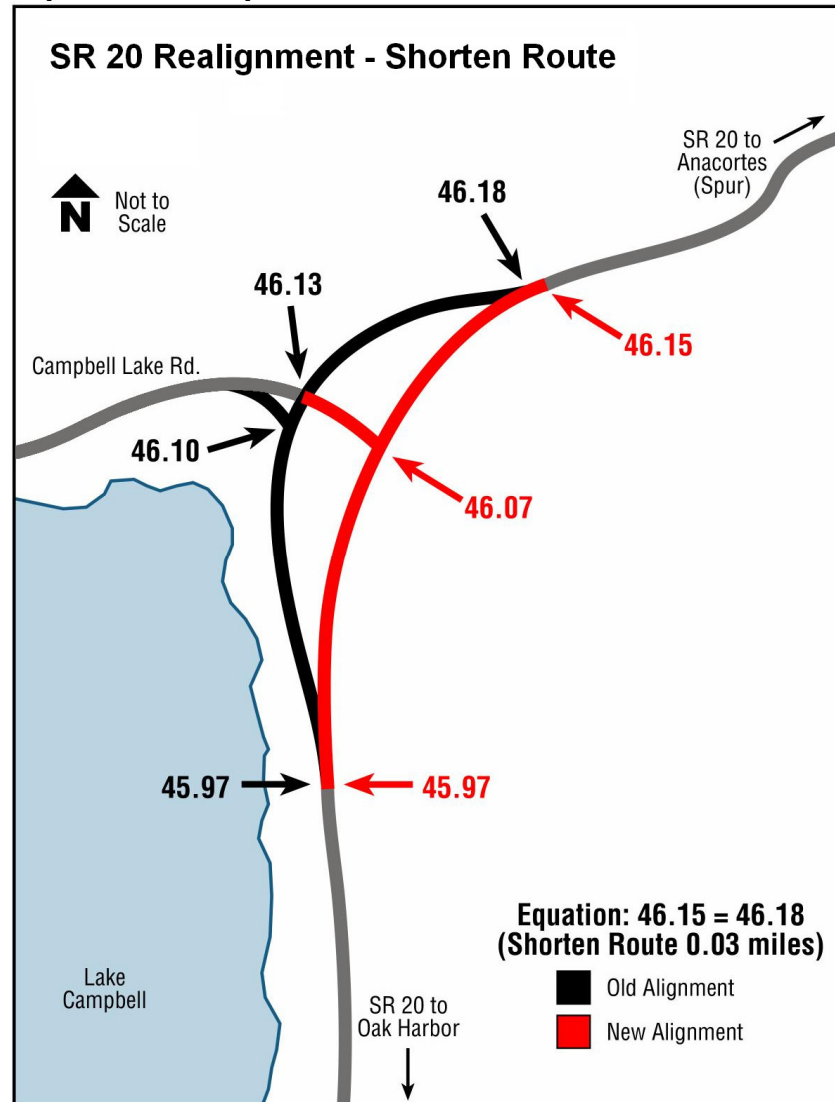 SR 20 Realignment - Shorten Route
SR 20 to
Anacortes
(Spur)
N
Not to
Scale
46.18
46.13
46.15
Campbell Lake Rd.
46.10
46.07
45.97
45.97
Equation: 46.15 = 46.18
(Shorten Route 0.03 miles)
Old Alignment
New Alignment
Lake
Campbell
SR 20 to
Oak Harbor